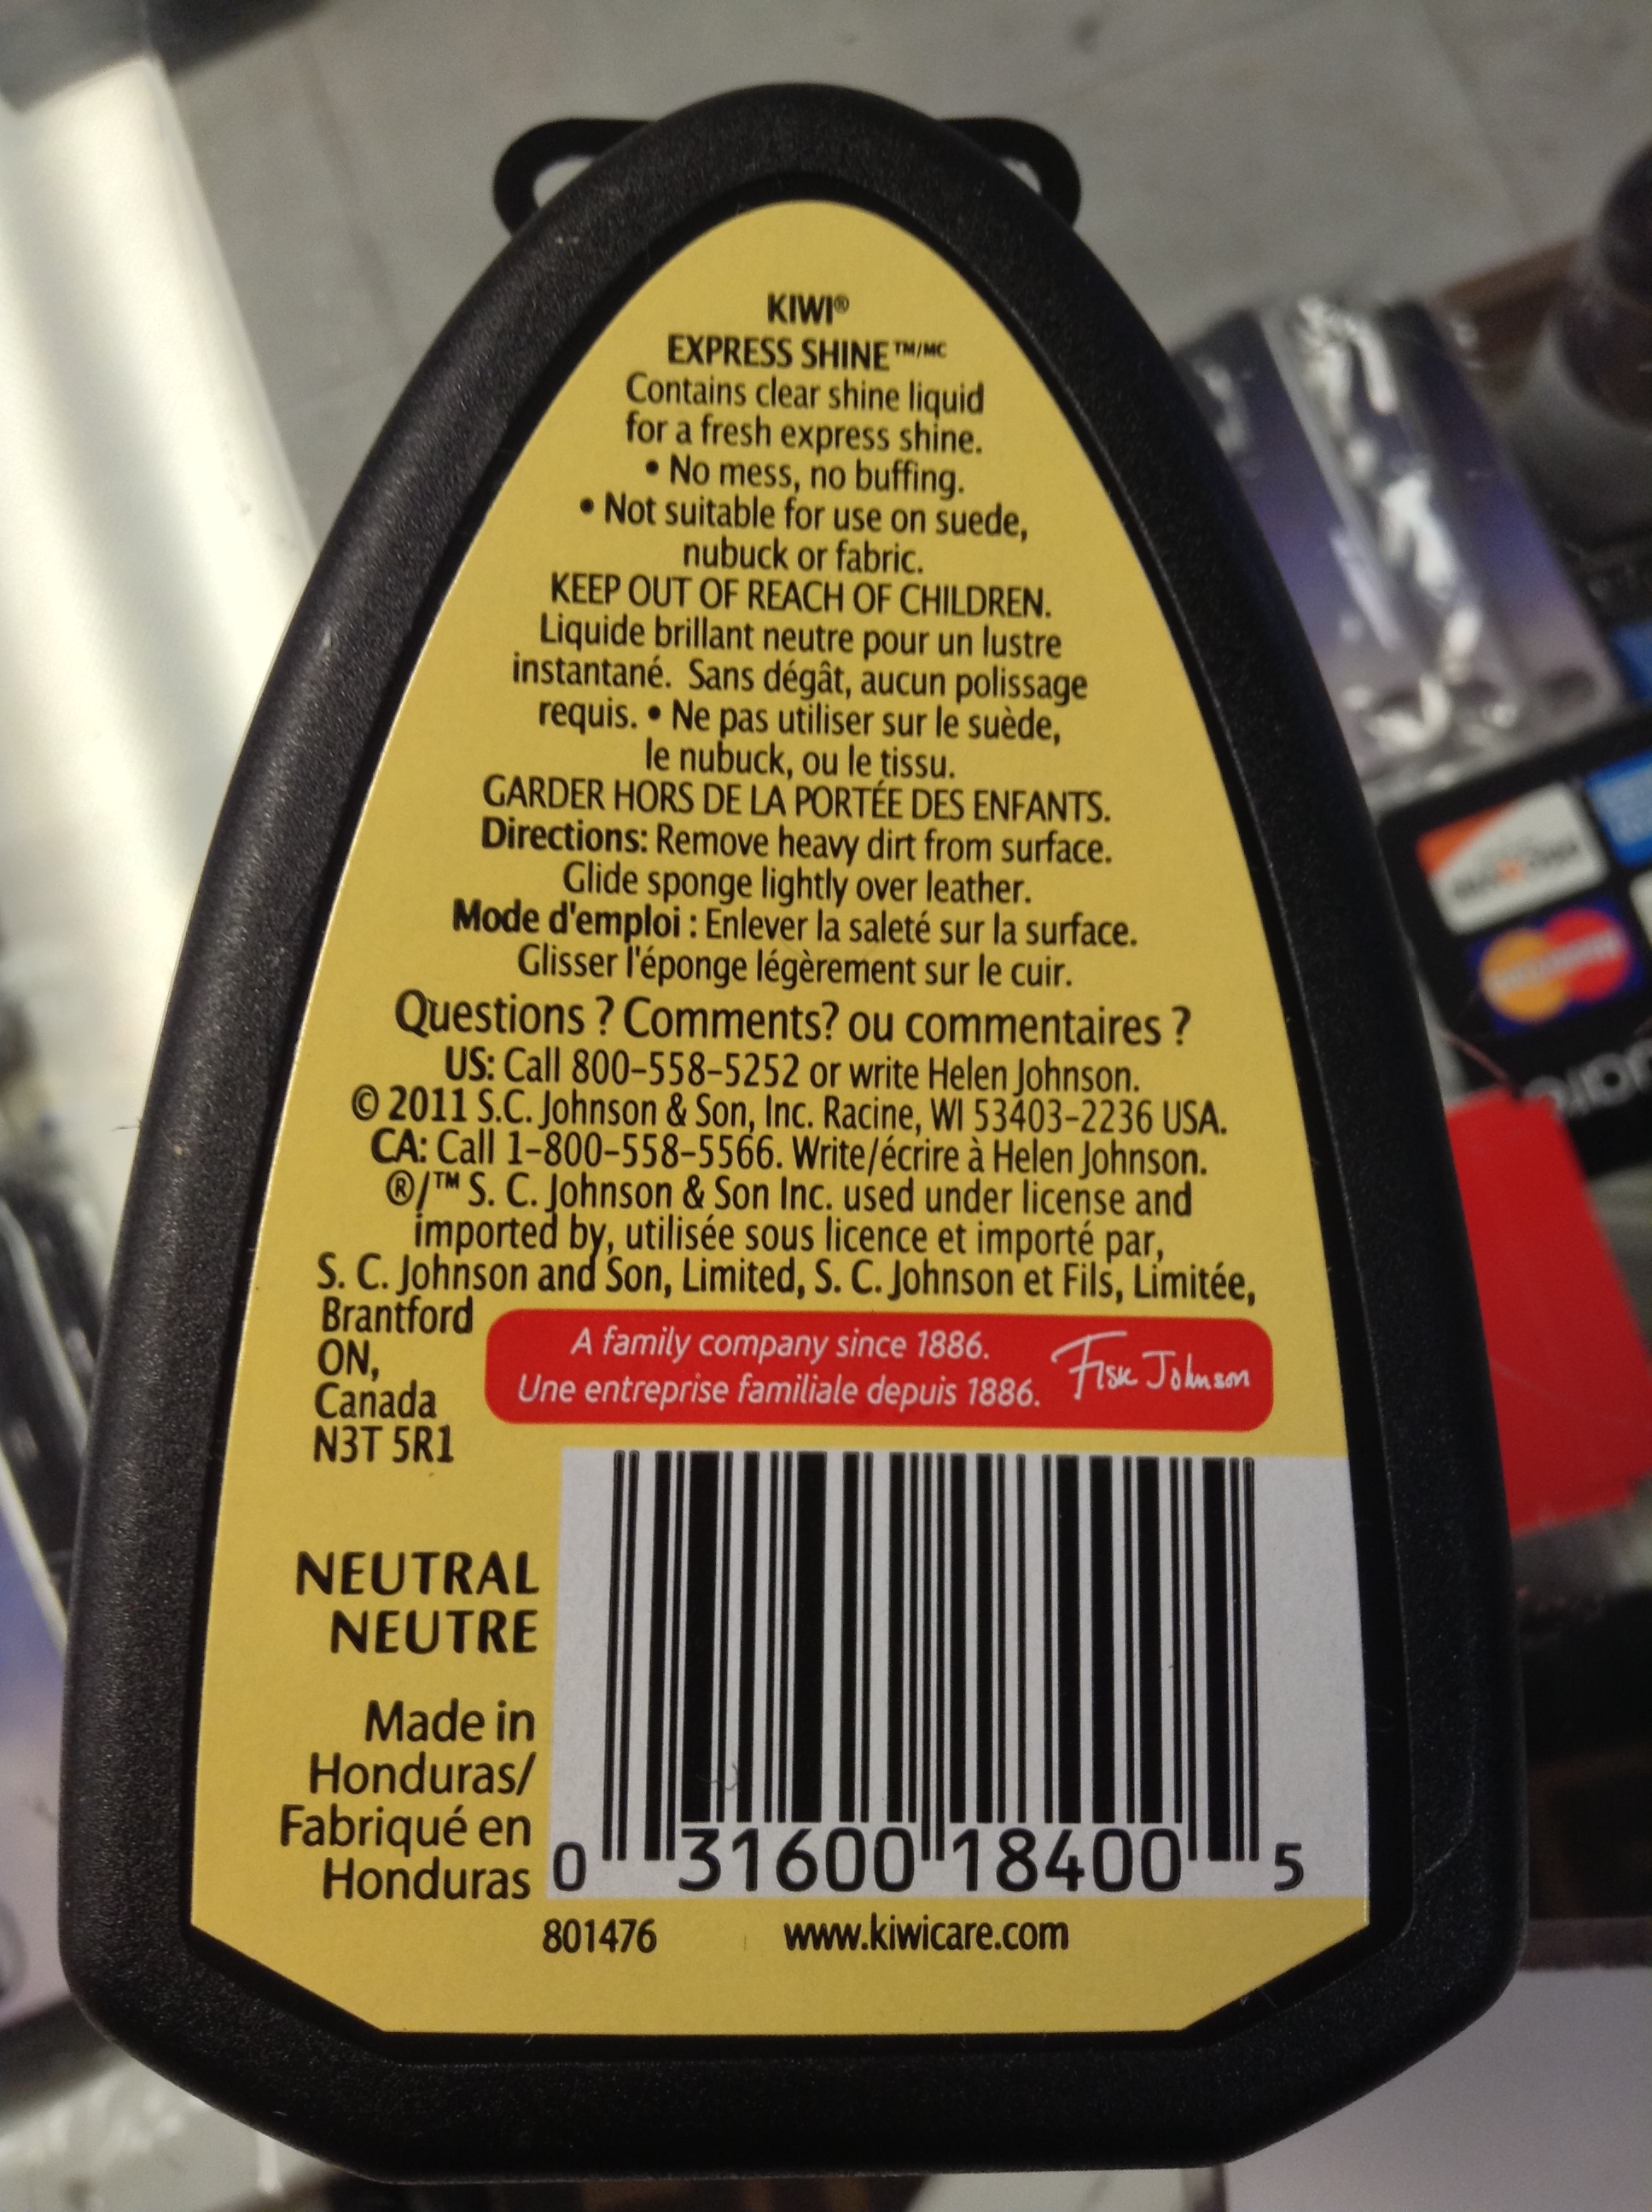 KIWI®
EXPRESS SHINE™/MC
Contains clear shine liquid
for a fresh express shine.
• No mess, no buffing.
• Not suitable for use on suede,
nubuck or fabric.
KEEP OUT OF REACH OF CHILDREN.
Liquide brillant neutre pour un lustre
instantané. Sans dégât, aucun polissage
requis. • Ne pas utiliser sur le suède,
le nubuck, ou le tissu.
GARDER HORS DE LA PORTÉE DES ENFANTS.
Directions: Remove heavy dirt from surface.
Glide sponge lightly over leather.
Mode d'emploi : Enlever la saleté sur la surface.
Glisser l'éponge légèrement sur le cuir.
Questions ? Comments? ou commentaires ?
US: Call 800-558-5252 or write Helen Johnson.
© 2011 S.C. Johnson & Son, Inc. Racine, WI 53403-2236 USA.
CA: Call 1-800-558-5566. Write/écrire à Helen Johnson.
®/™ S. C. Johnson & Son Inc. used under license and
imported by, utilisée sous licence et importé par,
S. C. Johnson and Son, Limited, S. C. Johnson et Fils, Limitée,
Brantford
ON,
Canada
N3T 5R1
A family company since 1886.
Une entreprise familiale depuis 1886.
Fisk Johnson
NEUTRAL
NEUTRE
Made in
Honduras/
Fabriqué en
Honduras
0 31600 18400 5
801476 www.kiwicare.com